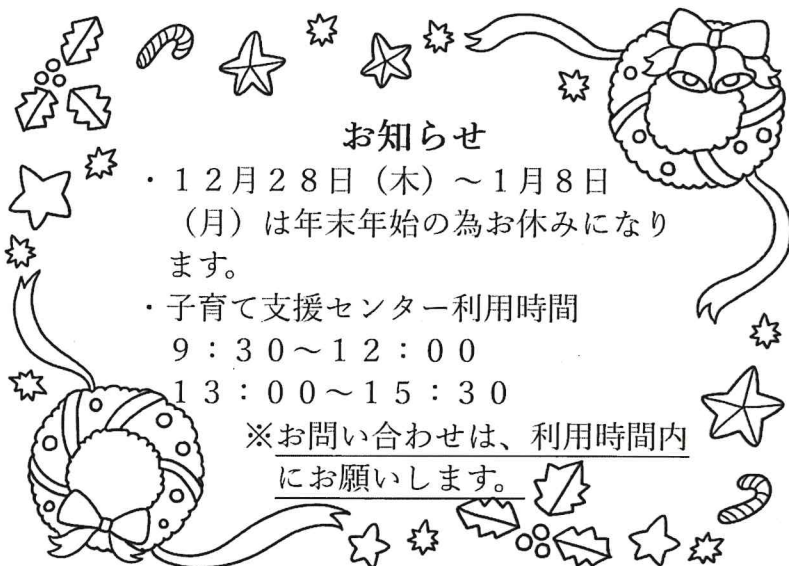 お知らせ
・１２月２８日（木）～１月８日
（月）は年末年始の為お休みになり
ます。
・子育て支援センター利用時間
９：３０～１２：００
１３：００～１５：３０
※お問い合わせは、利用時間内
にお願いします。